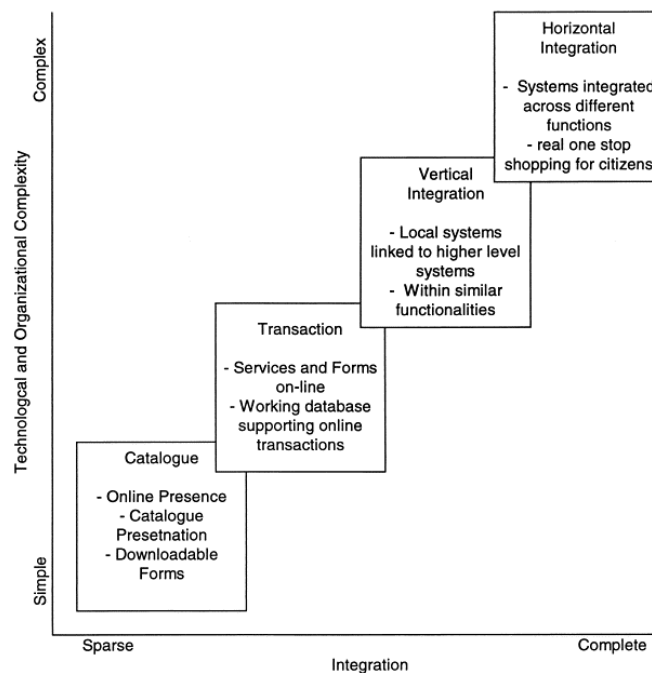 Complex
Technologcal and Organizational Complexity
Simple
Horizontal
Integration
- Systems integrated
across different
functions
- real one stop
shopping for citizens
Vertical
Integration
- Local systems
linked to higher level
systems
- Within similar
functionalities
Transaction
- Services and Forms
on-line
- Working database
supporting online
transactions
Catalogue
- Online Presence
- Catalogue
Presetnation
- Downloadable
Forms
Sparse
Complete
Integration